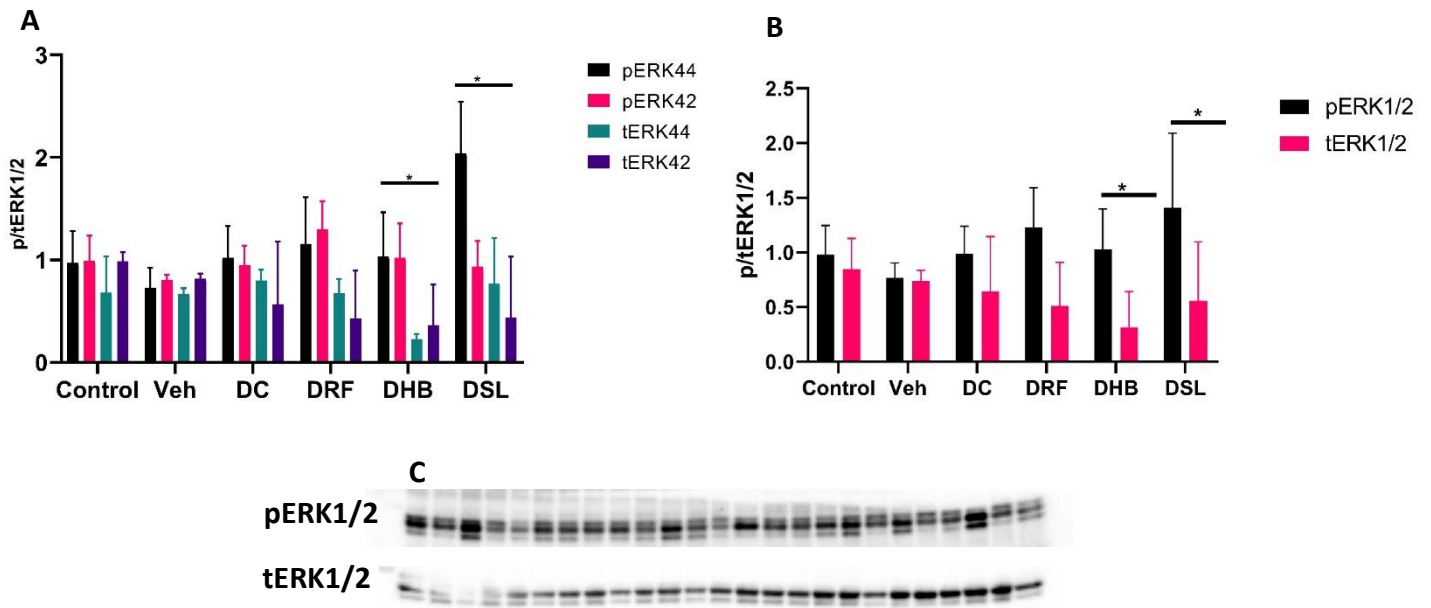 A
3
2
1
0
p/tERK1/2
*
*
Control Veh DC DRF DHB DSL
pERK44
pERK42
tERK44
tERK42
B
2.5
2.0
1.5
1.0
0.5
0.0
p/tERK1/2
*
*
Control Veh DC DRF DHB DSL
pERK1/2
tERK1/2
C
pERK1/2
tERK1/2